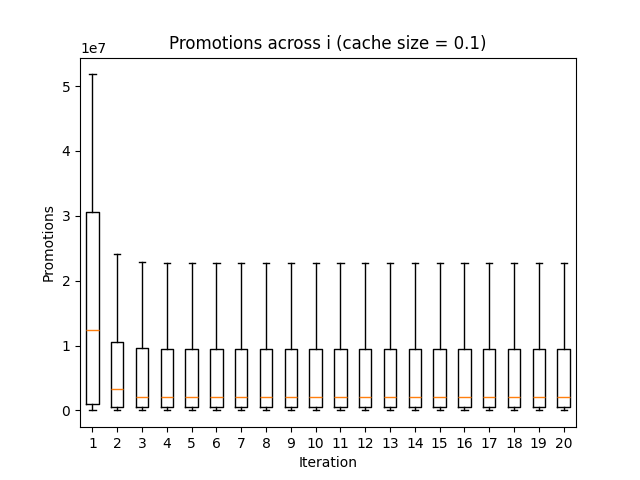 Promotions across i (cache size = 0.1)
1e7
5
4
3
2
1
0
Promotions
1 2 3 4 5 6 7 8 9 10 11 12 13 14 15 16 17 18 19 20
Iteration